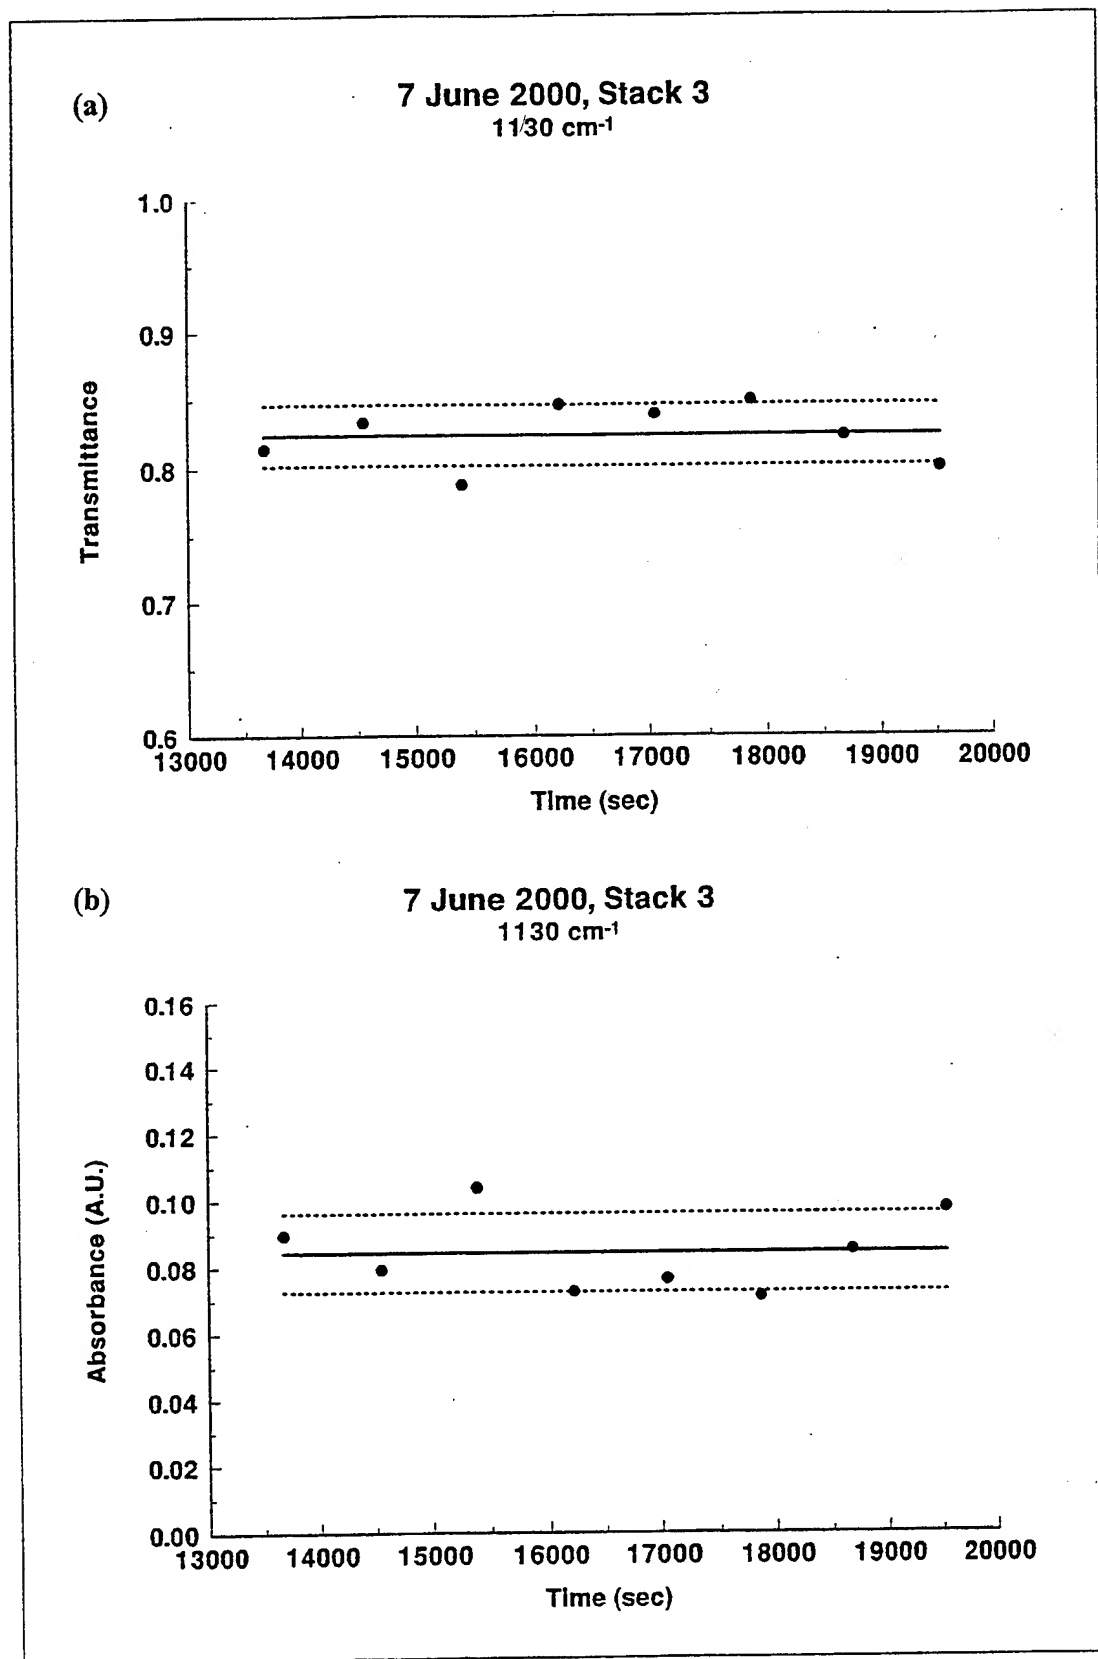 (a)
7 June 2000, Stack 3
11/30 cm-1
1.0
0.9
0.8
0.7
0.6
Transmittance
13000 14000 15000 16000 17000 18000 19000 20000
Time (sec)
(b)
7 June 2000, Stack 3
1130 cm-1
0.16
0.14
0.12
0.10
0.08
0.06
0.04
0.02
0.00
Absorbance (A.U.)
13000 14000 15000 16000 17000 18000 19000 20000
Time (sec)